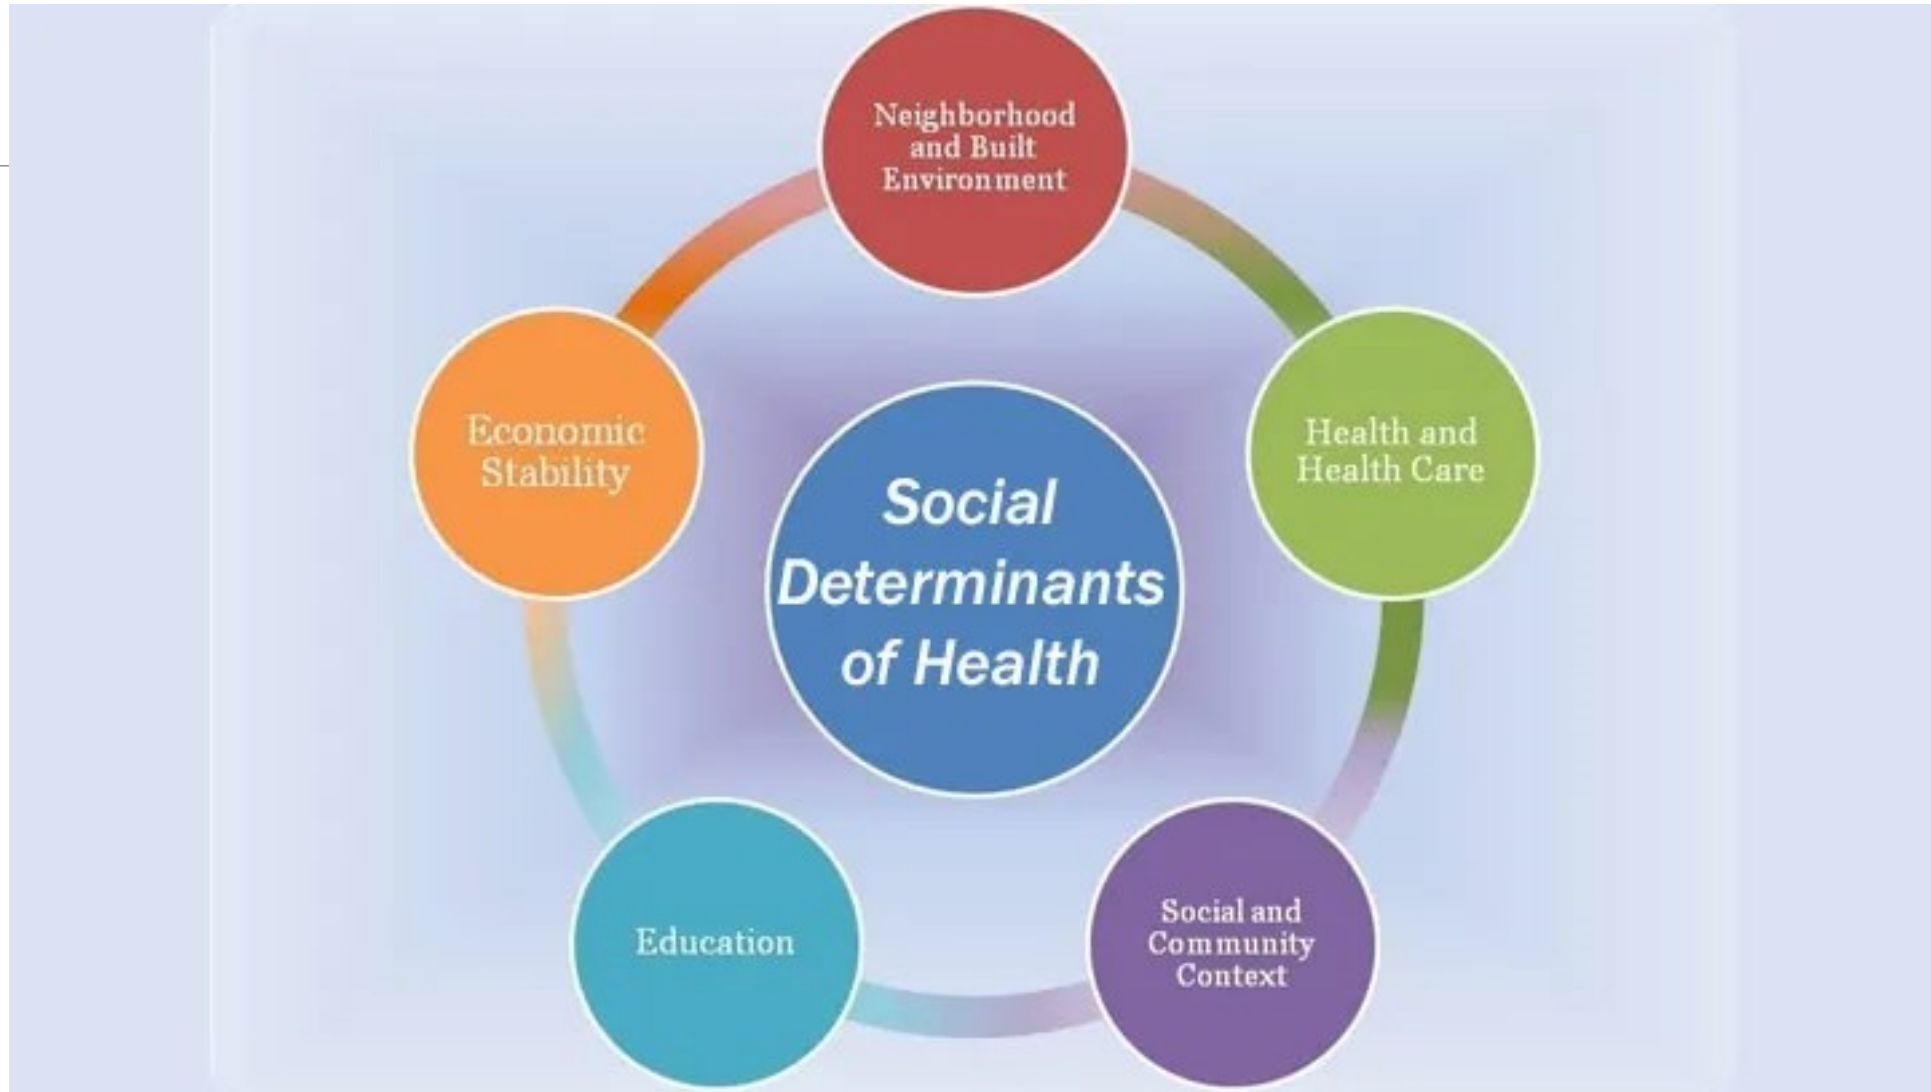 Neighborhood
and Built
Environment
Economic
Stability
Health and
Health Care
Social
Determinants
of Health
Education
Social and
Community
Context